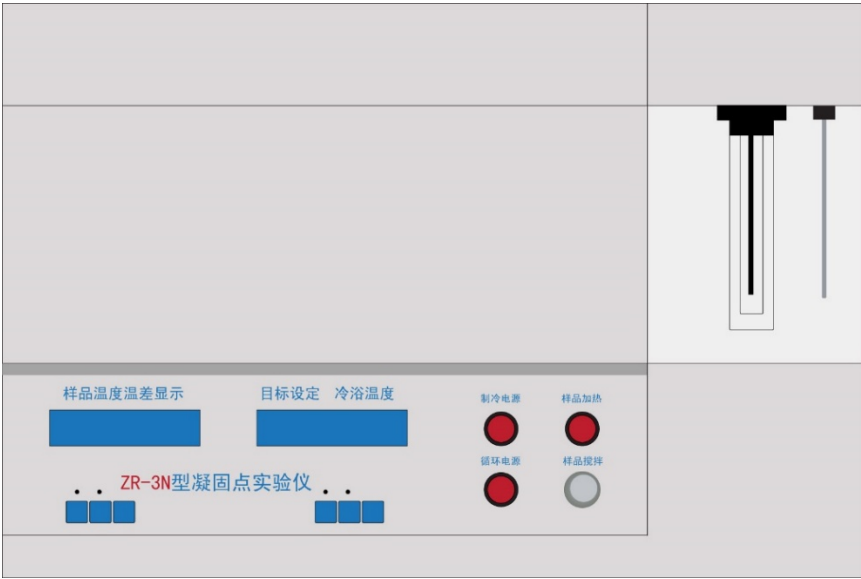 样品温度温差显示
目标设定 冷浴温度
制冷电源
样品加热
循环电源
样品搅拌
ZR-3N型凝固点实验仪